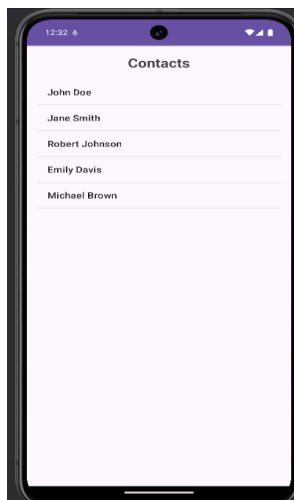 12:32
Contacts
John Doe
Jane Smith
Robert Johnson
Emily Davis
Michael Brown